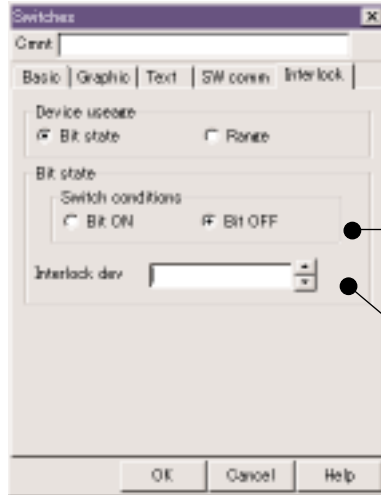 Switches
Cmnt
Basic Graphic Text SW comm Interlock
Device useage
Bit state Range
Bit state
Switch conditions
Bit ON Bit OFF
Interlock dev
OK Cancel Help